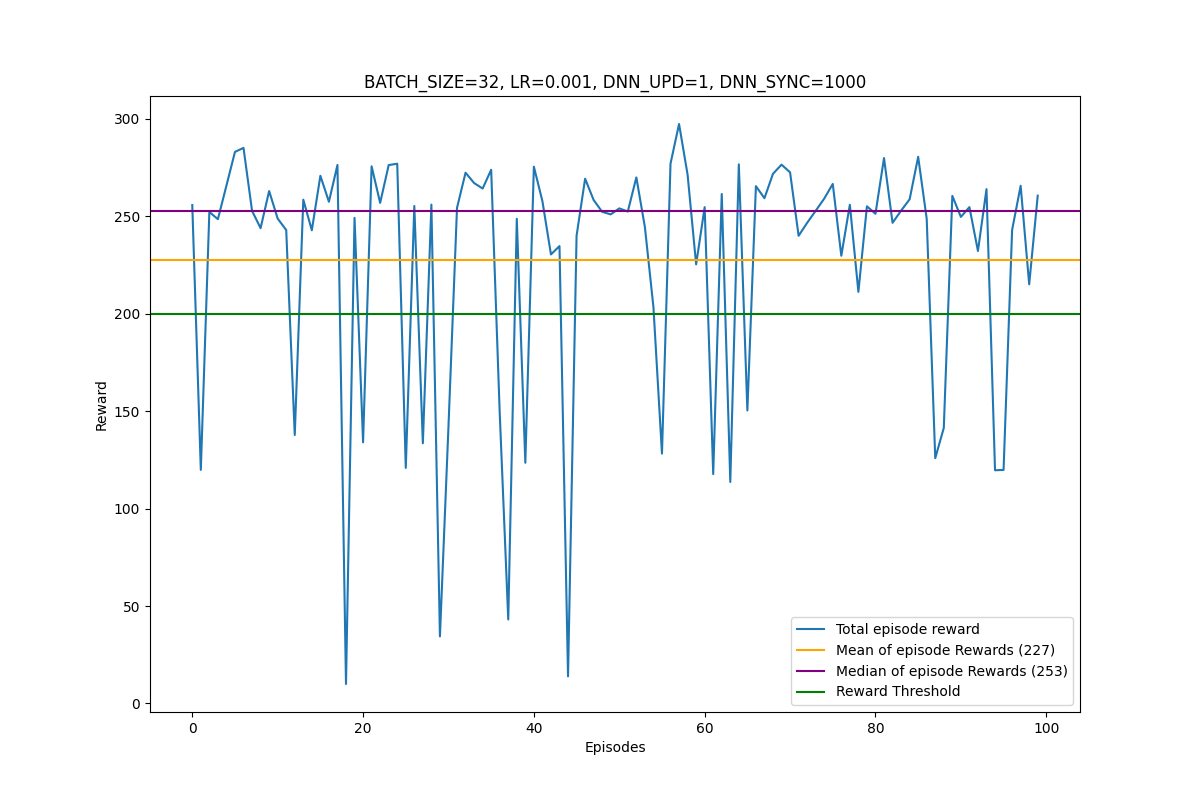 BATCH_SIZE=32, LR=0.001, DNN_UPD=1, DNN_SYNC=1000
300
250
200
150
100
50
0
Reward
Total episode reward
Mean of episode Rewards (227)
Median of episode Rewards (253)
Reward Threshold
0 20 40 60 80 100
Episodes